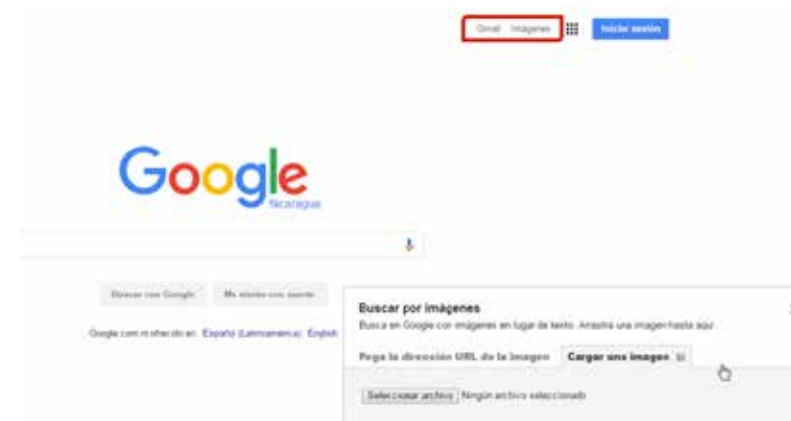 Gmail Imágenes
Iniciar sesión
Google
Nicaragua
Buscar con Google Me siento con suerte
Google.com.ni ofrecido en: Español (Latinoamérica) English
Buscar por imágenes
Busca en Google con imágenes en lugar de texto. Arrastra una imagen hasta aquí.
Pega la dirección URL de la imagen Cargar una imagen
Seleccionar archivo Ningún archivo seleccionado